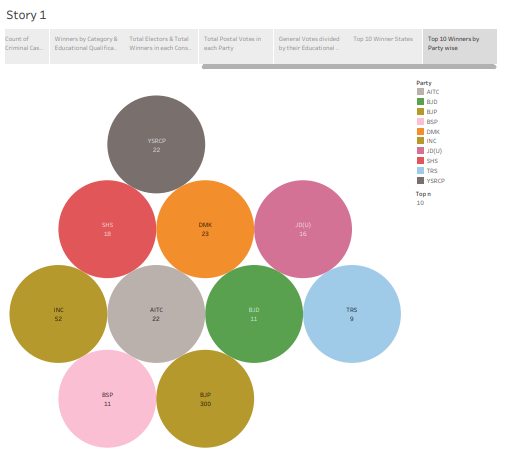 Story 1
Count of
Criminal Cas..
Winners by Category &
Educational Qualifica..
Total Electors & Total
Winners in each Cons..
Total Postal Votes in
each Party
General Votes divided
by their Educational ..
Top 10 Winner States
Top 10 Winners by
Party wise
Party
AITC
BJD
BJP
BSP
DMK
INC
JD(U)
SHS
TRS
YSRCP
Top n
10
YSRCP
22
SHS
18
DMK
23
JD(U)
16
INC
52
AITC
22
BJD
11
TRS
9
BSP
11
BJP
300